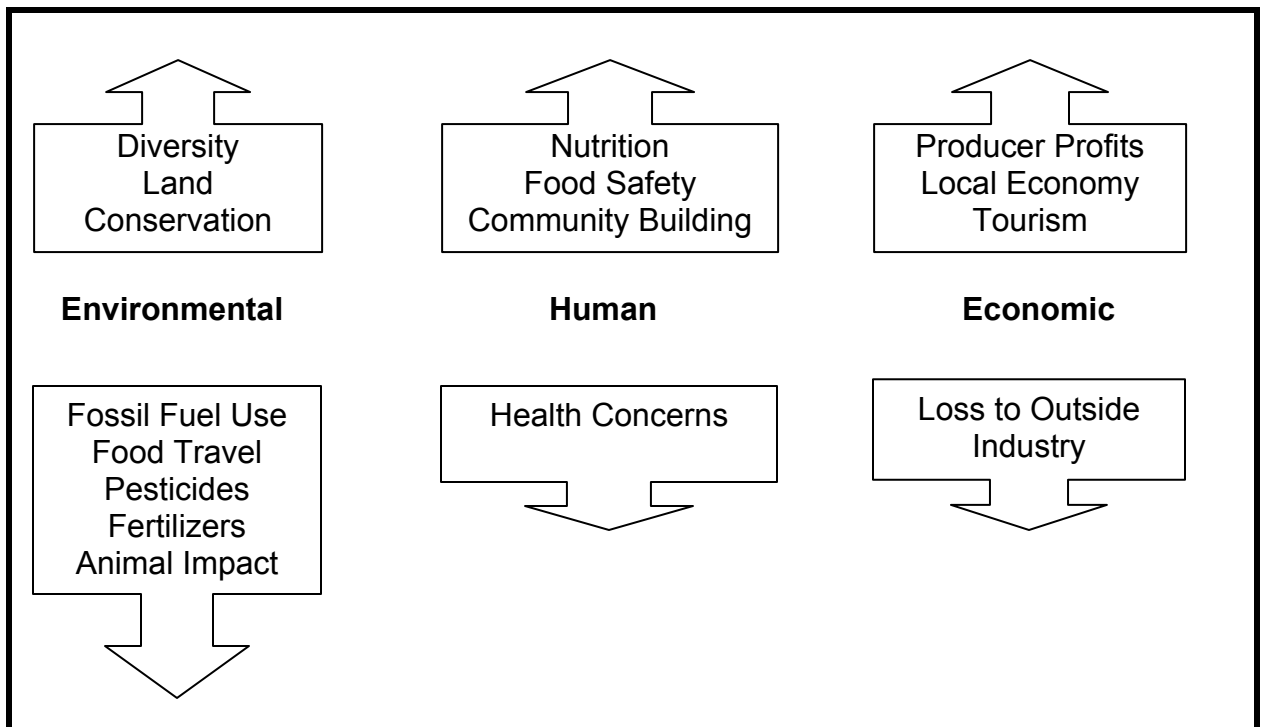 Diversity
Land
Conservation
Nutrition
Food Safety
Community Building
Producer Profits
Local Economy
Tourism
Environmental
Human
Economic
Fossil Fuel Use
Food Travel
Pesticides
Fertilizers
Animal Impact
Health Concerns
Loss to Outside
Industry